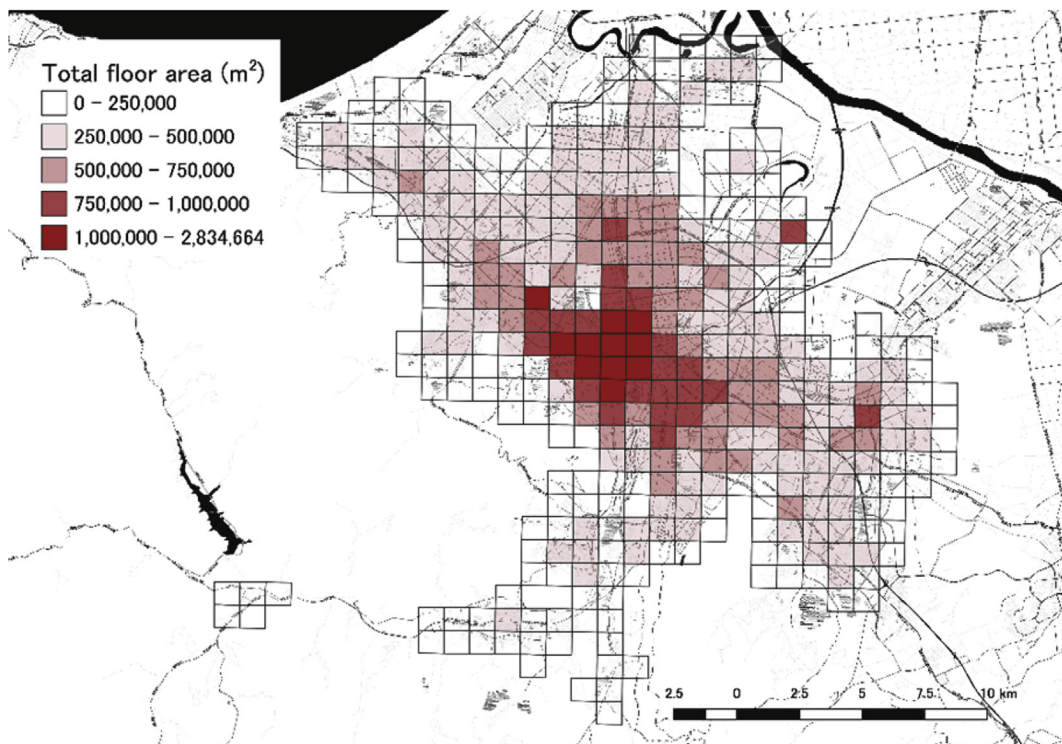 Total floor area (m²)
0 – 250,000
250,000 – 500,000
500,000 – 750,000
750,000 – 1,000,000
1,000,000 – 2,834,664
2.5 0 2.5 5 7.5 10 km